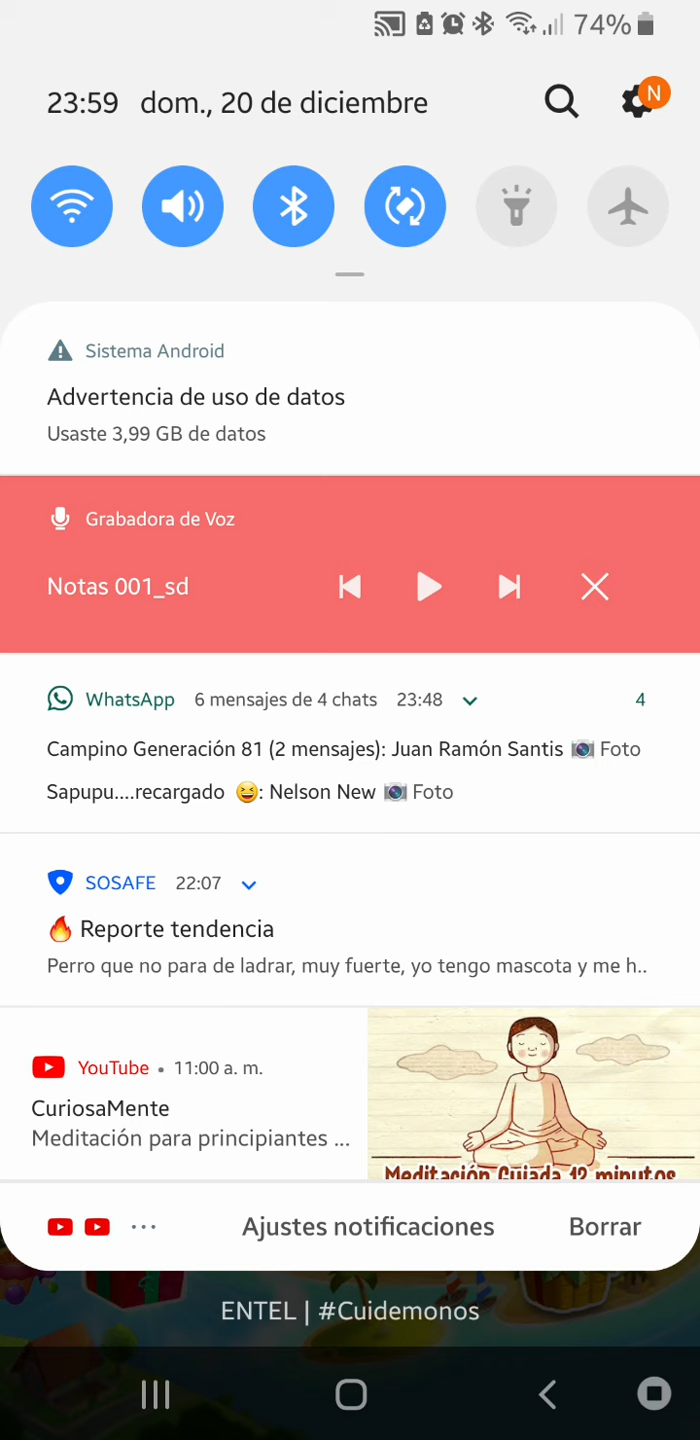 74%
23:59 dom., 20 de diciembre
N
Sistema Android
Advertencia de uso de datos
Usaste 3,99 GB de datos
Grabadora de Voz
Notas 001_sd
WhatsApp 6 mensajes de 4 chats 23:48 4
Campino Generación 81 (2 mensajes): Juan Ramón Santis 📷 Foto
Sapupu....recargado 😆: Nelson New 📷 Foto
SOSAFE 22:07
🔥 Reporte tendencia
Perro que no para de ladrar, muy fuerte, yo tengo mascota y me h..
YouTube • 11:00 a. m.
CuriosaMente
Meditación para principiantes ...
Meditación Guiada 12 minutos
Ajustes notificaciones Borrar
ENTEL | #Cuidemonos